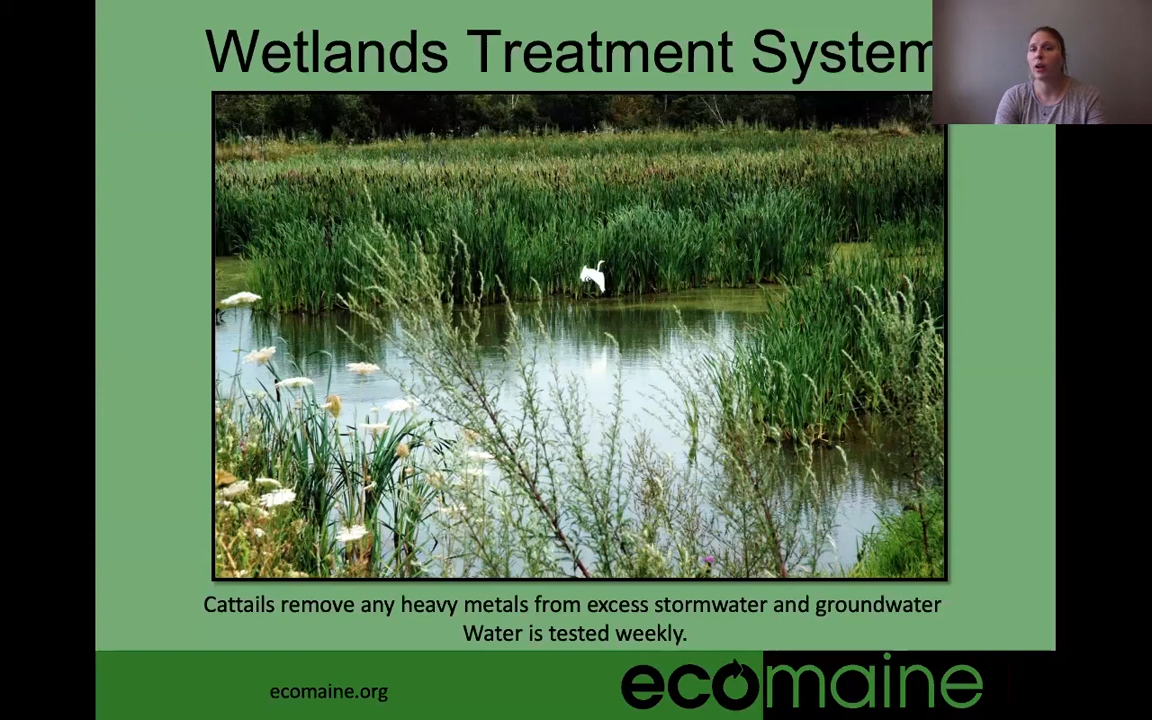 Wetlands Treatment System
Cattails remove any heavy metals from excess stormwater and groundwater
Water is tested weekly.
ecomaine.org
ecomaine